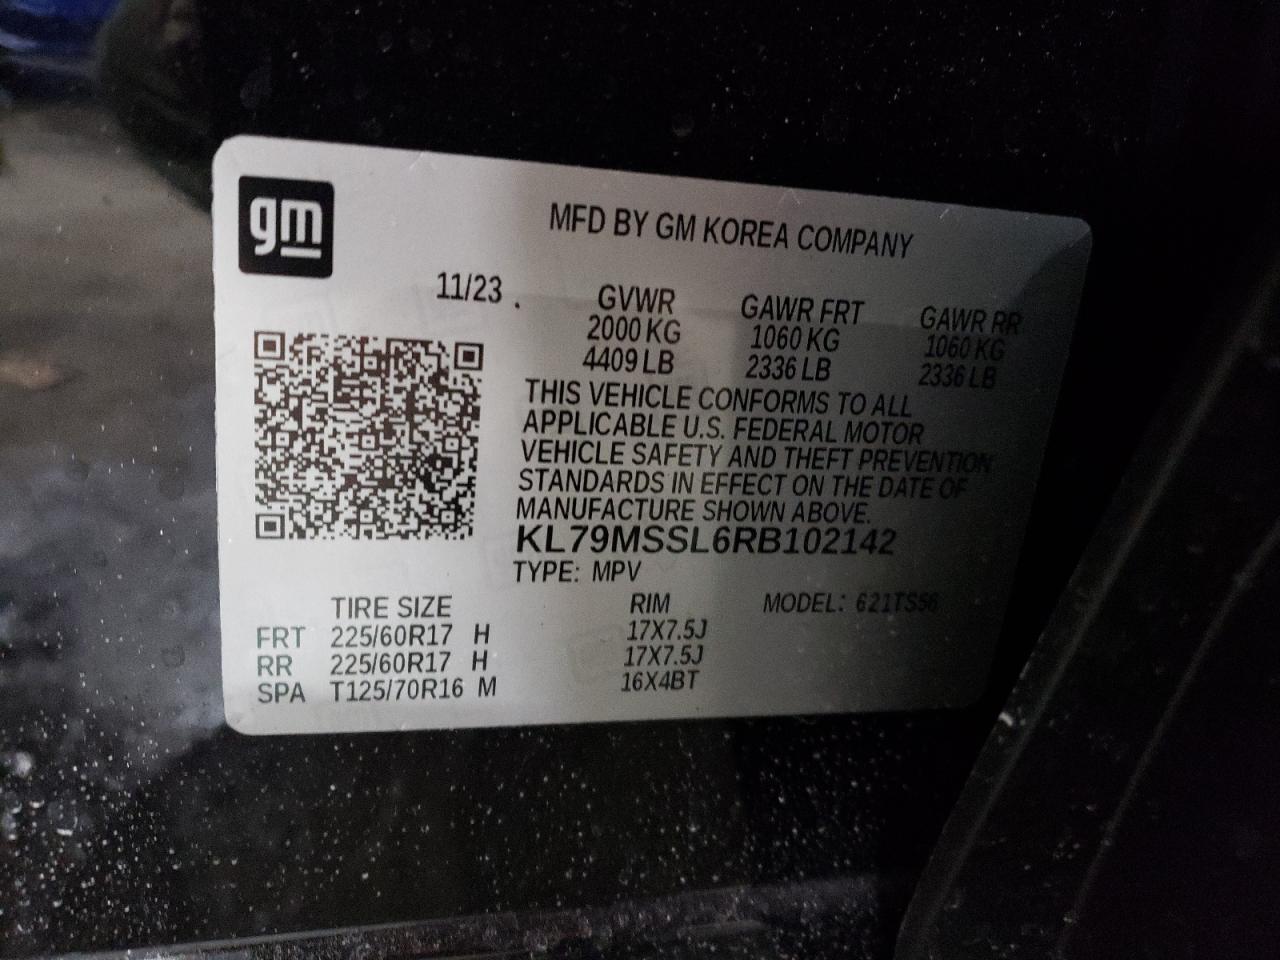 gm
MFD BY GM KOREA COMPANY
11/23 .
GVWR GAWR FRT GAWR RR
2000 KG 1060 KG 1060 KG
4409 LB 2336 LB 2336 LB
THIS VEHICLE CONFORMS TO ALL
APPLICABLE U.S. FEDERAL MOTOR
VEHICLE SAFETY AND THEFT PREVENTION
STANDARDS IN EFFECT ON THE DATE OF
MANUFACTURE SHOWN ABOVE.
KL79MSSL6RB102142
TYPE: MPV
TIRE SIZE RIM MODEL: 621TS56
FRT 225/60R17 H 17X7.5J
RR 225/60R17 H 17X7.5J
SPA T125/70R16 M 16X4BT